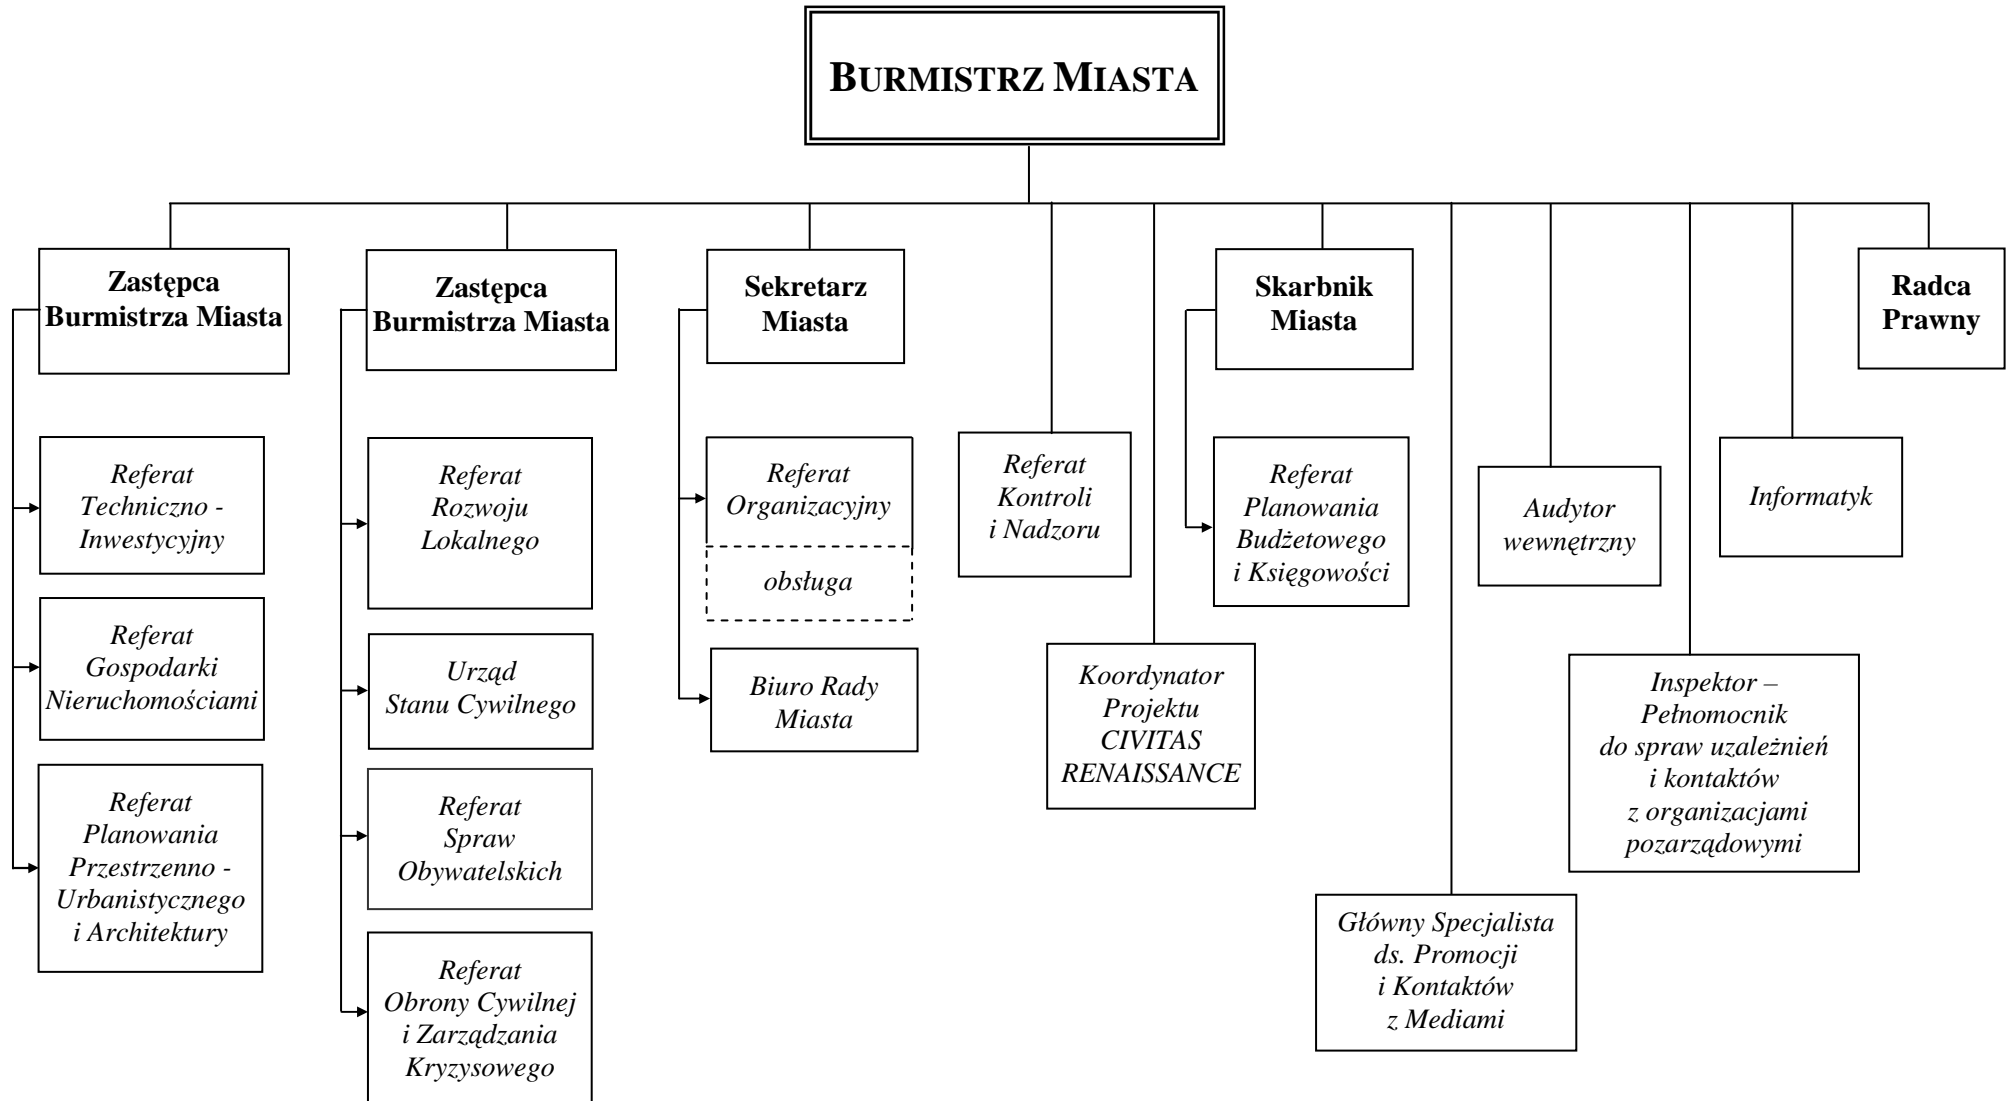 BURMISTRZ MIASTA
Zastępca
Burmistrza Miasta
Zastępca
Burmistrza Miasta
Sekretarz
Miasta
Skarbnik
Miasta
Radca
Prawny
Referat
Techniczno -
Inwestycyjny
Referat
Gospodarki
Nieruchomościami
Referat
Planowania
Przestrzenno -
Urbanistycznego
i Architektury
Referat
Rozwoju
Lokalnego
Urząd
Stanu Cywilnego
Referat
Spraw
Obywatelskich
Referat
Obrony Cywilnej
i Zarządzania
Kryzysowego
Referat
Organizacyjny
obsługa
Biuro Rady
Miasta
Referat
Kontroli
i Nadzoru
Koordynator
Projektu
CIVITAS
RENAISSANCE
Referat
Planowania
Budżetowego
i Księgowości
Główny Specjalista
ds. Promocji
i Kontaktów
z Mediami
Audytor
wewnętrzny
Inspektor –
Pełnomocnik
do spraw uzależnień
i kontaktów
z organizacjami
pozarządowymi
Informatyk